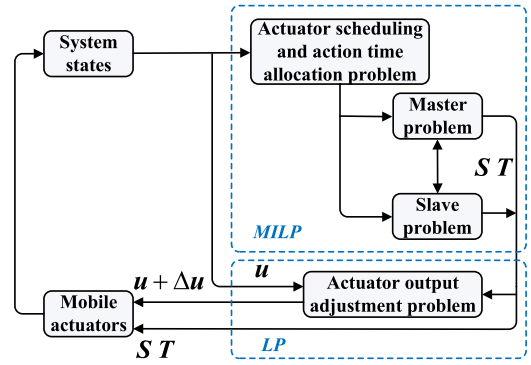 System
states
Actuator scheduling
and action time
allocation problem
Master
problem
S T
Slave
problem
MILP
u
u + Δu
Actuator output
adjustment problem
Mobile
actuators
S T
LP